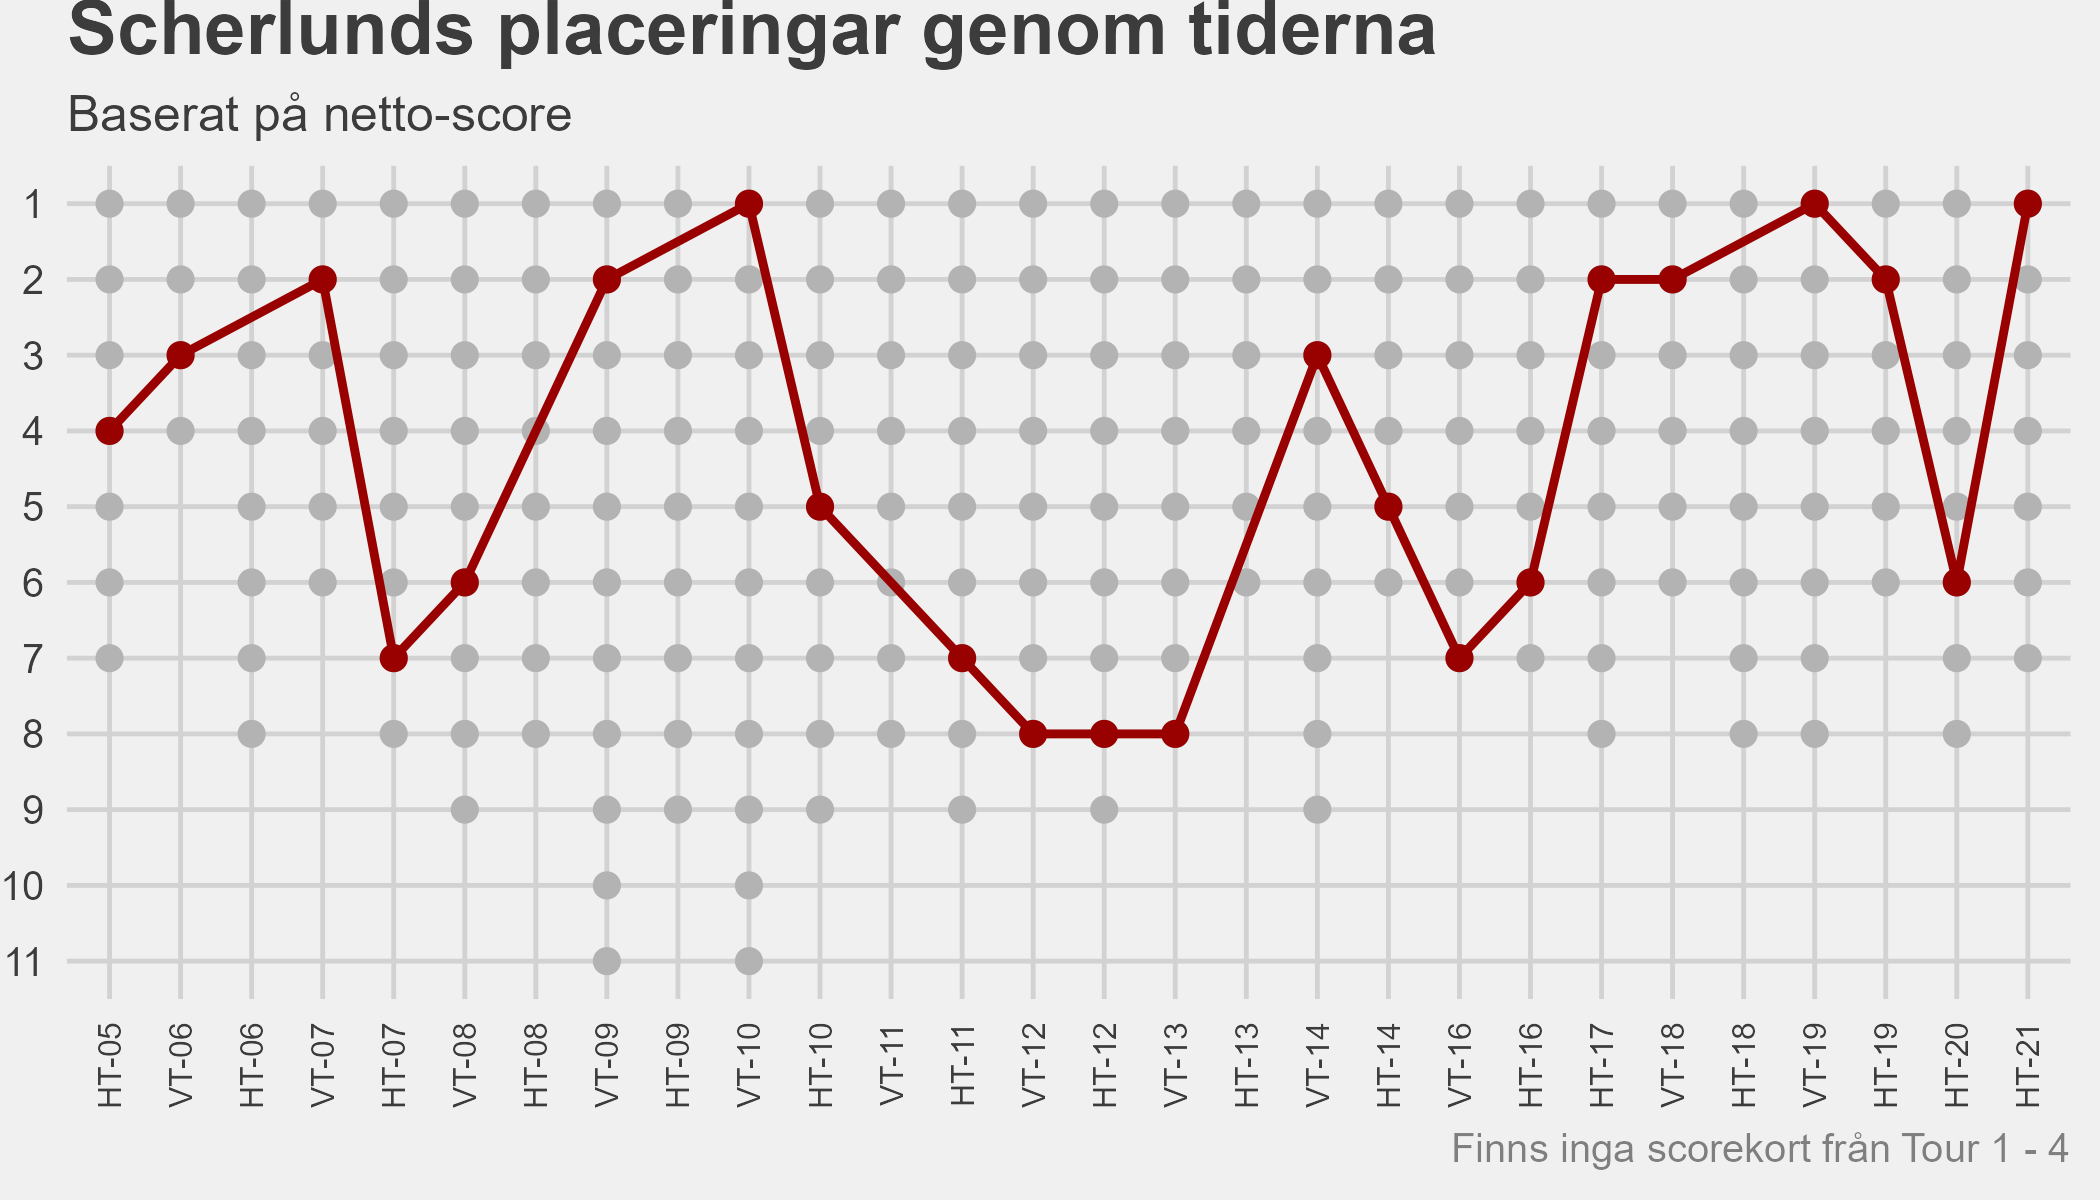 Scherlunds placeringar genom tiderna
Baserat på netto-score
1
2
3
4
5
6
7
8
9
10
11
HT-05
VT-06
HT-06
VT-07
HT-07
VT-08
HT-08
VT-09
HT-09
VT-10
HT-10
VT-11
HT-11
VT-12
HT-12
VT-13
HT-13
VT-14
HT-14
VT-16
HT-16
HT-17
VT-18
HT-18
VT-19
HT-19
HT-20
HT-21
Finns inga scorekort från Tour 1 - 4